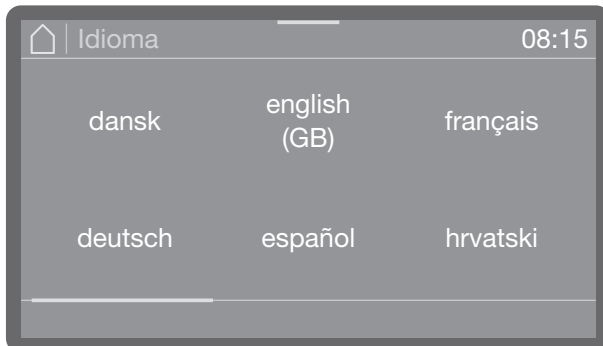 Idioma 08:15
dansk
english
(GB)
français
deutsch
español
hrvatski